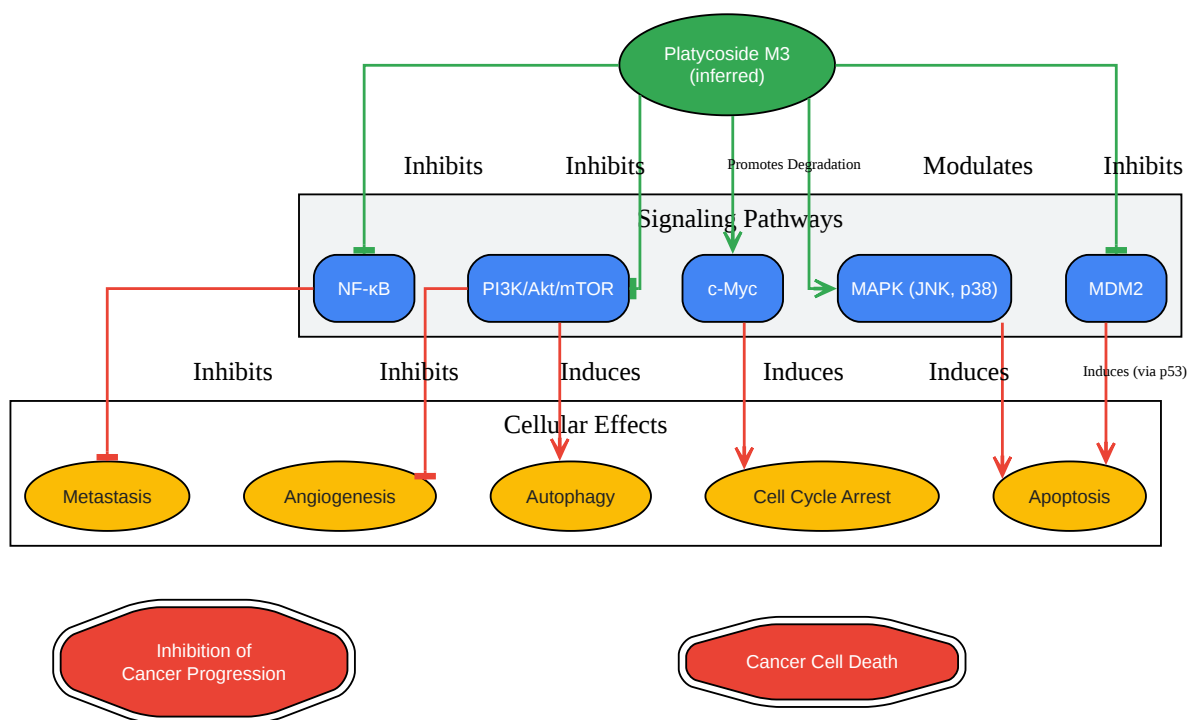 Platycoside M3
(inferred)
Inhibits
Inhibits
Promotes Degradation
Modulates
Inhibits
Signaling Pathways
NF-κB
PI3K/Akt/mTOR
c-Myc
MAPK (JNK, p38)
MDM2
Inhibits
Inhibits
Induces
Induces
Induces
Induces (via p53)
Cellular Effects
Metastasis
Angiogenesis
Autophagy
Cell Cycle Arrest
Apoptosis
Inhibition of
Cancer Progression
Cancer Cell Death